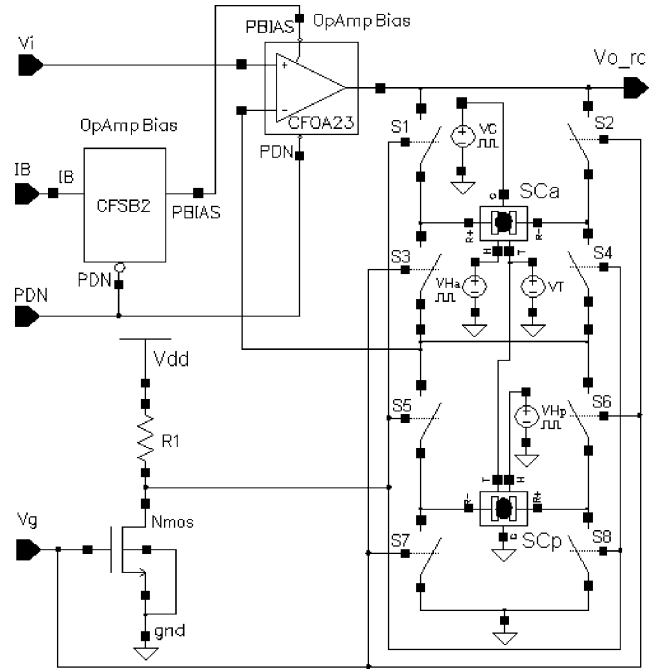 PBIAS
OpAmp Bias
Vi
Vo_rc
+
-
CFOA23
S1
VC
S2
OpAmp Bias
PDN
SCa
IB
IB
CFSB2
PBIAS
C
R+
R-
H
T
S3
S4
PDN
VHa
VT
PDN
Vdd
R1
S5
VHp
S6
T
H
Vg
Nmos
R-
R+
SCp
C
S7
S8
gnd